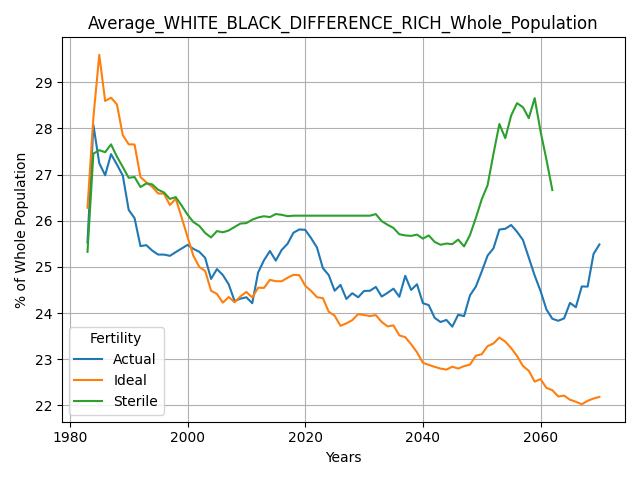 Average_WHITE_BLACK_DIFFERENCE_RICH_Whole_Population
% of Whole Population
29
28
27
26
25
24
23
22
Fertility
Actual
Ideal
Sterile
1980 2000 2020 2040 2060
Years